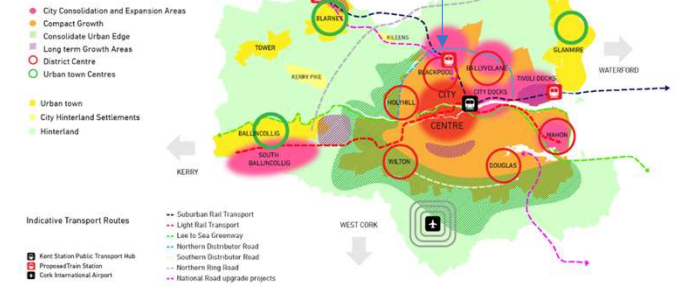 City Consolidation and Expansion Areas
Compact Growth
Consolidate Urban Edge
Long term Growth Areas
District Centre
Urban town Centres
Urban town
City Hinterland Settlements
Hinterland
BLARNEY
TOWER
KILEENS
KERRY PIKE
GLANMIRE
WATERFORD
BLACKPOOL
BALLYVOLANE
TIVOLI DOCKS
CITY DOCKS
HOLYHILL
CITY
CENTRE
BALLINCOLLIG
SOUTH
BALLINCOLLIG
MAHON
WILTON
DOUGLAS
KERRY
WEST CORK
Indicative Transport Routes
Kent Station Public Transport Hub
ProposedTrain Station
Cork International Airport
Suburban Rail Transport
Light Rail Transport
Lee to Sea Greenway
Northern Distributor Road
Southern Distributor Road
Northern Ring Road
National Road upgrade projects